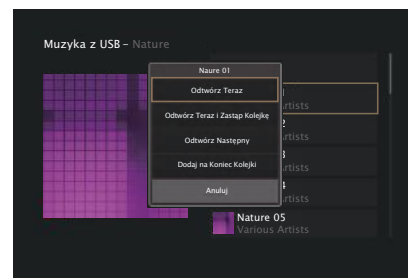 Muzyka z USB – Nature
Naure 01
Odtwórz Teraz
Odtwórz Teraz i Zastąp Kolejkę
Odtwórz Następny
Dodaj na Koniec Kolejki
Anuluj
Nature 05
Various Artists